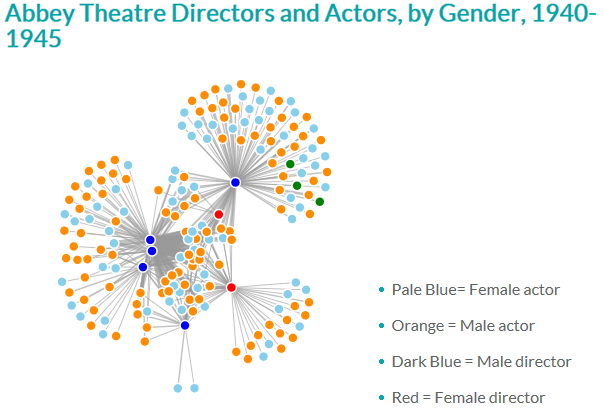 Abbey Theatre Directors and Actors, by Gender, 1940-
1945
Pale Blue= Female actor
Orange = Male actor
Dark Blue = Male director
Red = Female director